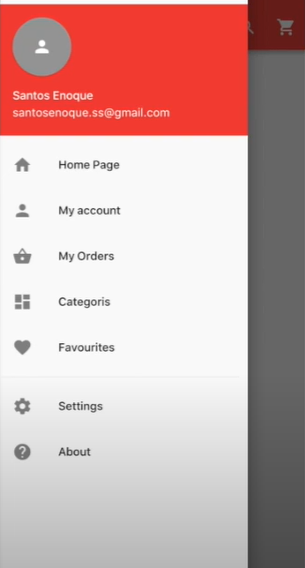 Santos Enoque
santosenoque.ss@gmail.com
Home Page
My account
My Orders
Categoris
Favourites
Settings
About